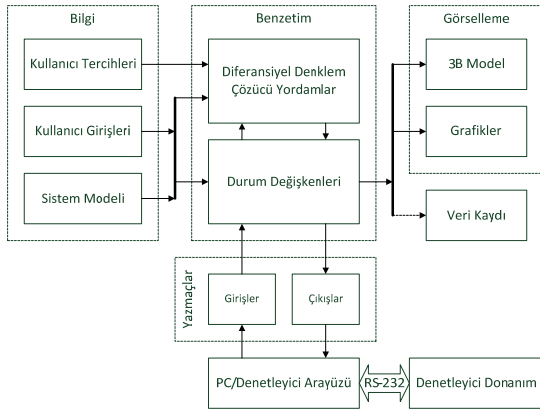 Bilgi
Benzetim
Görselleme
Kullanıcı Tercihleri
Diferansiyel Denklem
Çözücü Yordamlar
3B Model
Kullanıcı Girişleri
Grafikler
Sistem Modeli
Durum Değişkenleri
Veri Kaydı
Yazmaçlar
Girişler
Çıkışlar
PC/Denetleyici Arayüzü
RS-232
Denetleyici Donanım